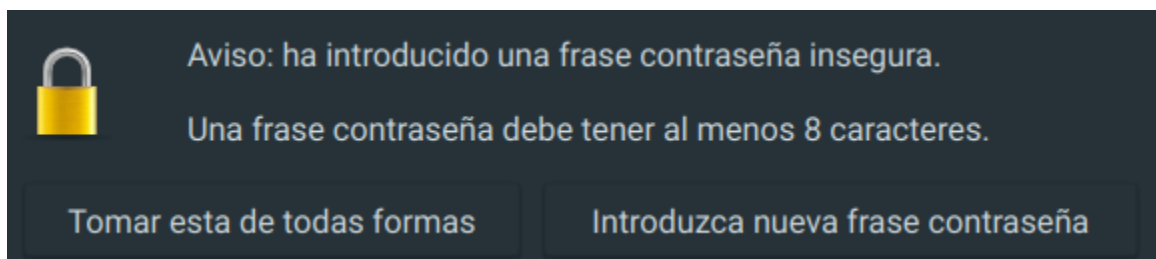 Aviso: ha introducido una frase contraseña insegura.
Una frase contraseña debe tener al menos 8 caracteres.
Tomar esta de todas formas
Introduzca nueva frase contraseña